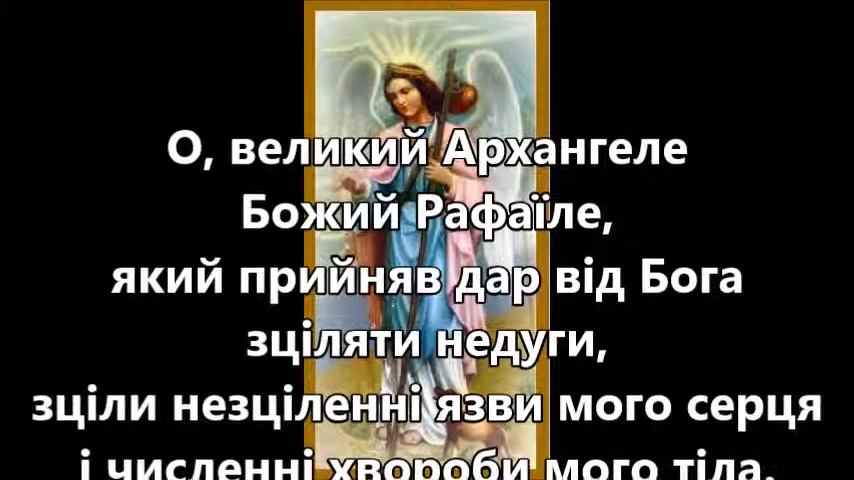 О, великий Архангеле
Божий Рафаїле,
який прийняв дар від Бога
зціляти недуги,
зціли незціленні язви мого серця
і численні хвороби мого тіла.